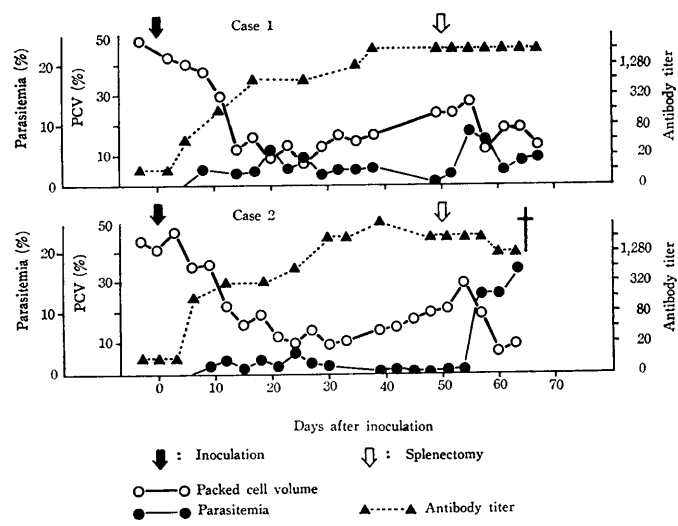 Case 1
Parasitemia (%)
20
10
0
PCV (%)
50
30
10
1,280
320
80
20
0
Antibody titer
Case 2
Parasitemia (%)
20
10
0
PCV (%)
50
30
10
1,280
320
80
20
0
Antibody titer
0 10 20 30 40 50 60 70
Days after inoculation
: Inoculation
: Splenectomy
Packed cell volume
Parasitemia
Antibody titer